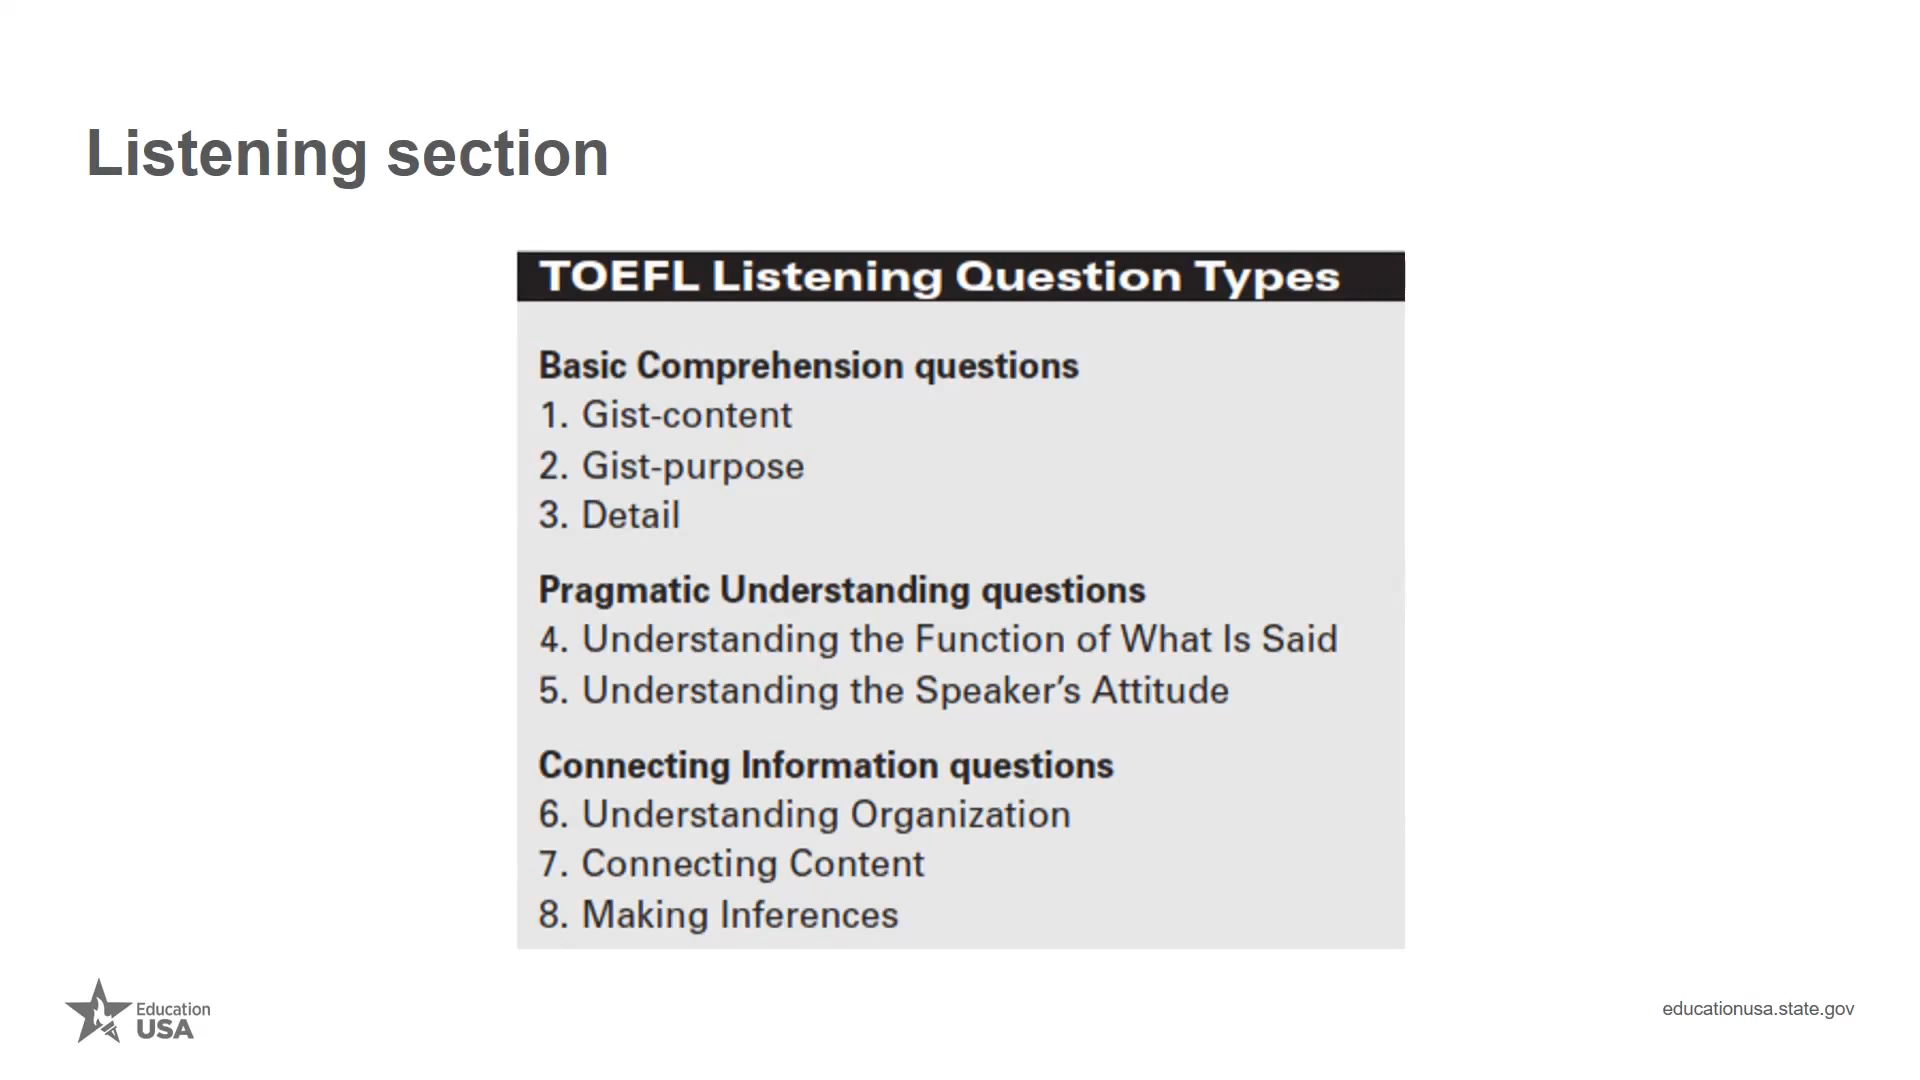 Listening section
TOEFL Listening Question Types
Basic Comprehension questions
1. Gist-content
2. Gist-purpose
3. Detail
Pragmatic Understanding questions
4. Understanding the Function of What Is Said
5. Understanding the Speaker’s Attitude
Connecting Information questions
6. Understanding Organization
7. Connecting Content
8. Making Inferences
Education
USA
educationusa.state.gov